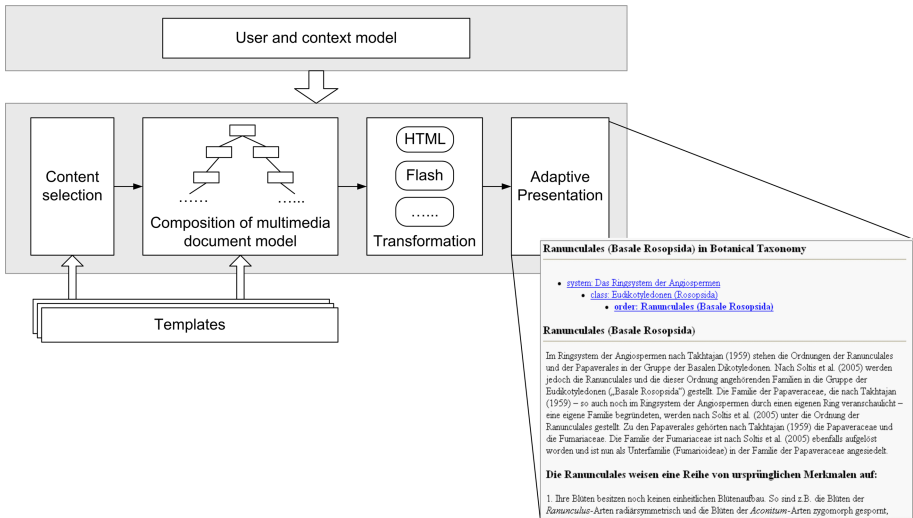 User and context model
Content
selection
……
……
Composition of multimedia
document model
HTML
Flash
……
Transformation
Adaptive
Presentation
Templates
Ranunculales (Basale Rosopsida) in Botanical Taxonomy
• system: Das Ringsystem der Angiospermen
• class: Eudikotyledonen (Rosopsida)
• order: Ranunculales (Basale Rosopsida)
Ranunculales (Basale Rosopsida)
Im Ringsystem der Angiospermen nach Takhtajan (1959) stehen die Ordnungen der Ranunculales
und der Papaverales in der Gruppe der Basalen Dikotyledonen. Nach Soltis et al. (2005) werden
jedoch die Ranunculales und die dieser Ordnung angehörenden Familien in die Gruppe der
Eudikotyledonen („Basale Rosopsida“) gestellt. Die Familie der Papaveraceae, die nach Takhtajan
(1959) – so auch noch im Ringsystem der Angiospermen durch einen eigenen Ring veranschaulicht –
eine eigene Familie begründeten, werden nach Soltis et al. (2005) unter die Ordnung der
Ranunculales gestellt. Zu den Papaverales gehörten nach Takhtajan (1959) die Papaveraceae und
die Fumariaceae. Die Familie der Fumariaceae ist nach Soltis et al. (2005) ebenfalls aufgelöst
worden und ist nun als Unterfamilie (Fumarioideae) in der Familie der Papaveraceae angesiedelt.
Die Ranunculales weisen eine Reihe von ursprünglichen Merkmalen auf:
1. Ihre Blüten besitzen noch keinen einheitlichen Blütenaufbau. So sind z.B. die Blüten der
Ranunculus-Arten radiärsymmetrisch und die Blüten der Aconitum-Arten zygomorph gespornt,